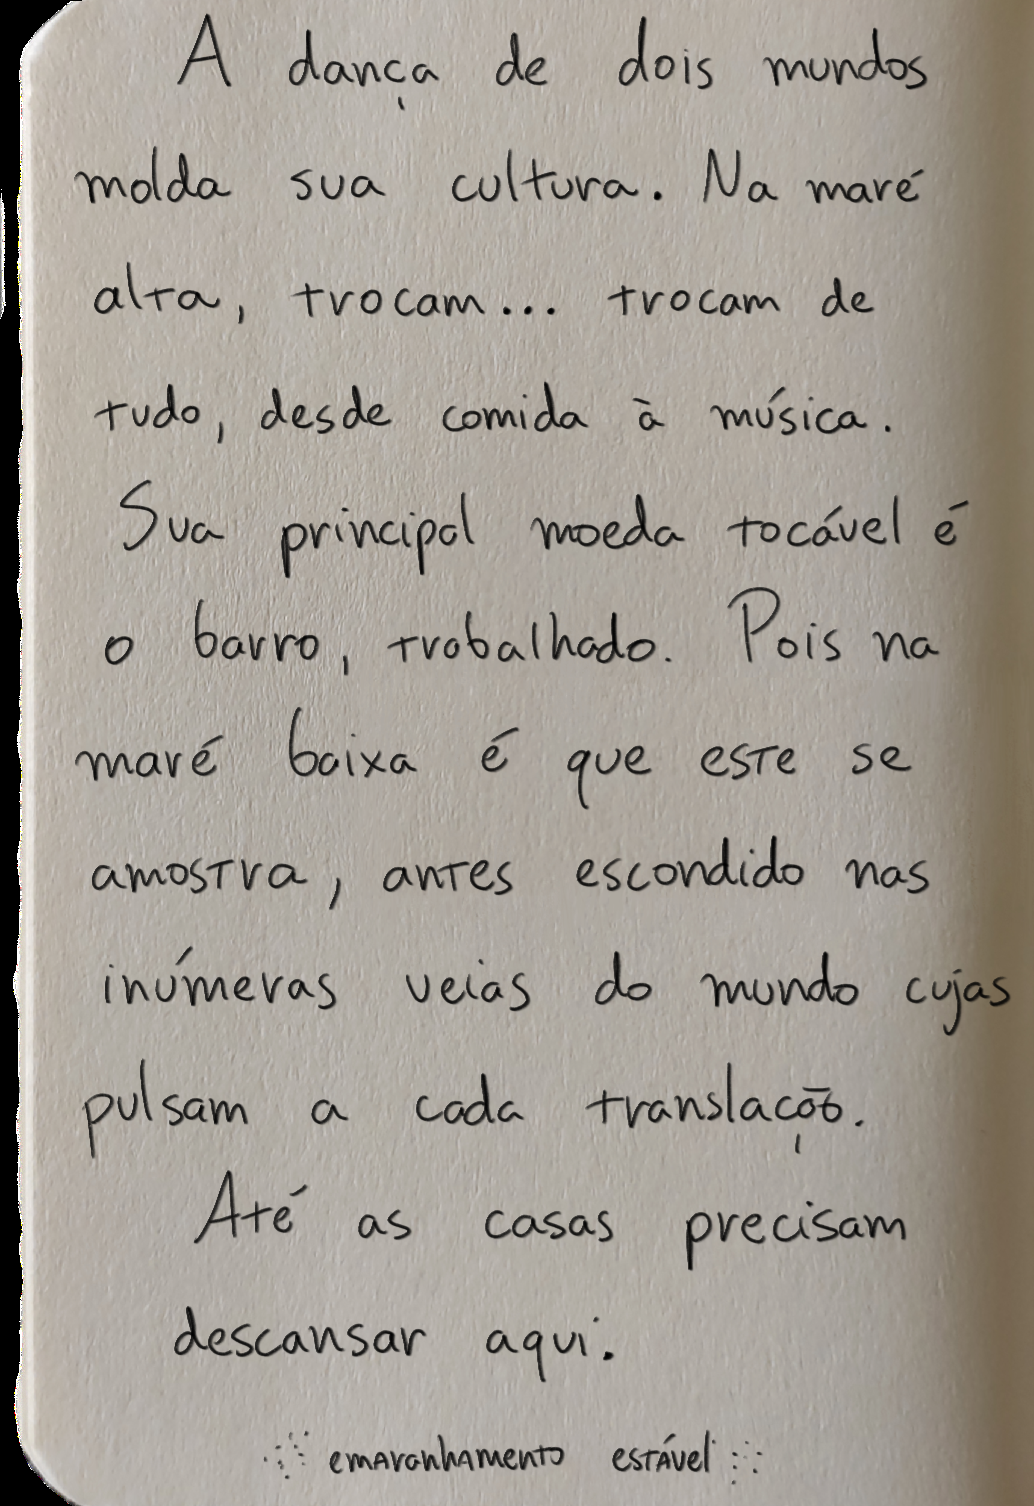 A dança de dois mundos
molda sua cultura. Na maré
alta, trocam... trocam de
tudo, desde comida à música.
Sua principal moeda tocável é
o barro, trabalhado. Pois na
maré baixa é que este se
amostra, antes escondido nas
inúmeras veias do mundo cujas
pulsam a cada translação.
Até as casas precisam
descansar aqui.
emaranhamento estável